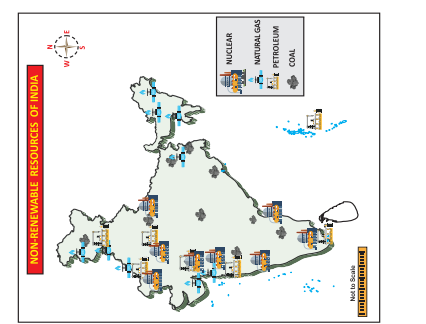 NON-RENEWABLE RESOURCES OF INDIA
N
E
S
W
NUCLEAR
NATURAL GAS
PETROLEUM
COAL
Not to Scale